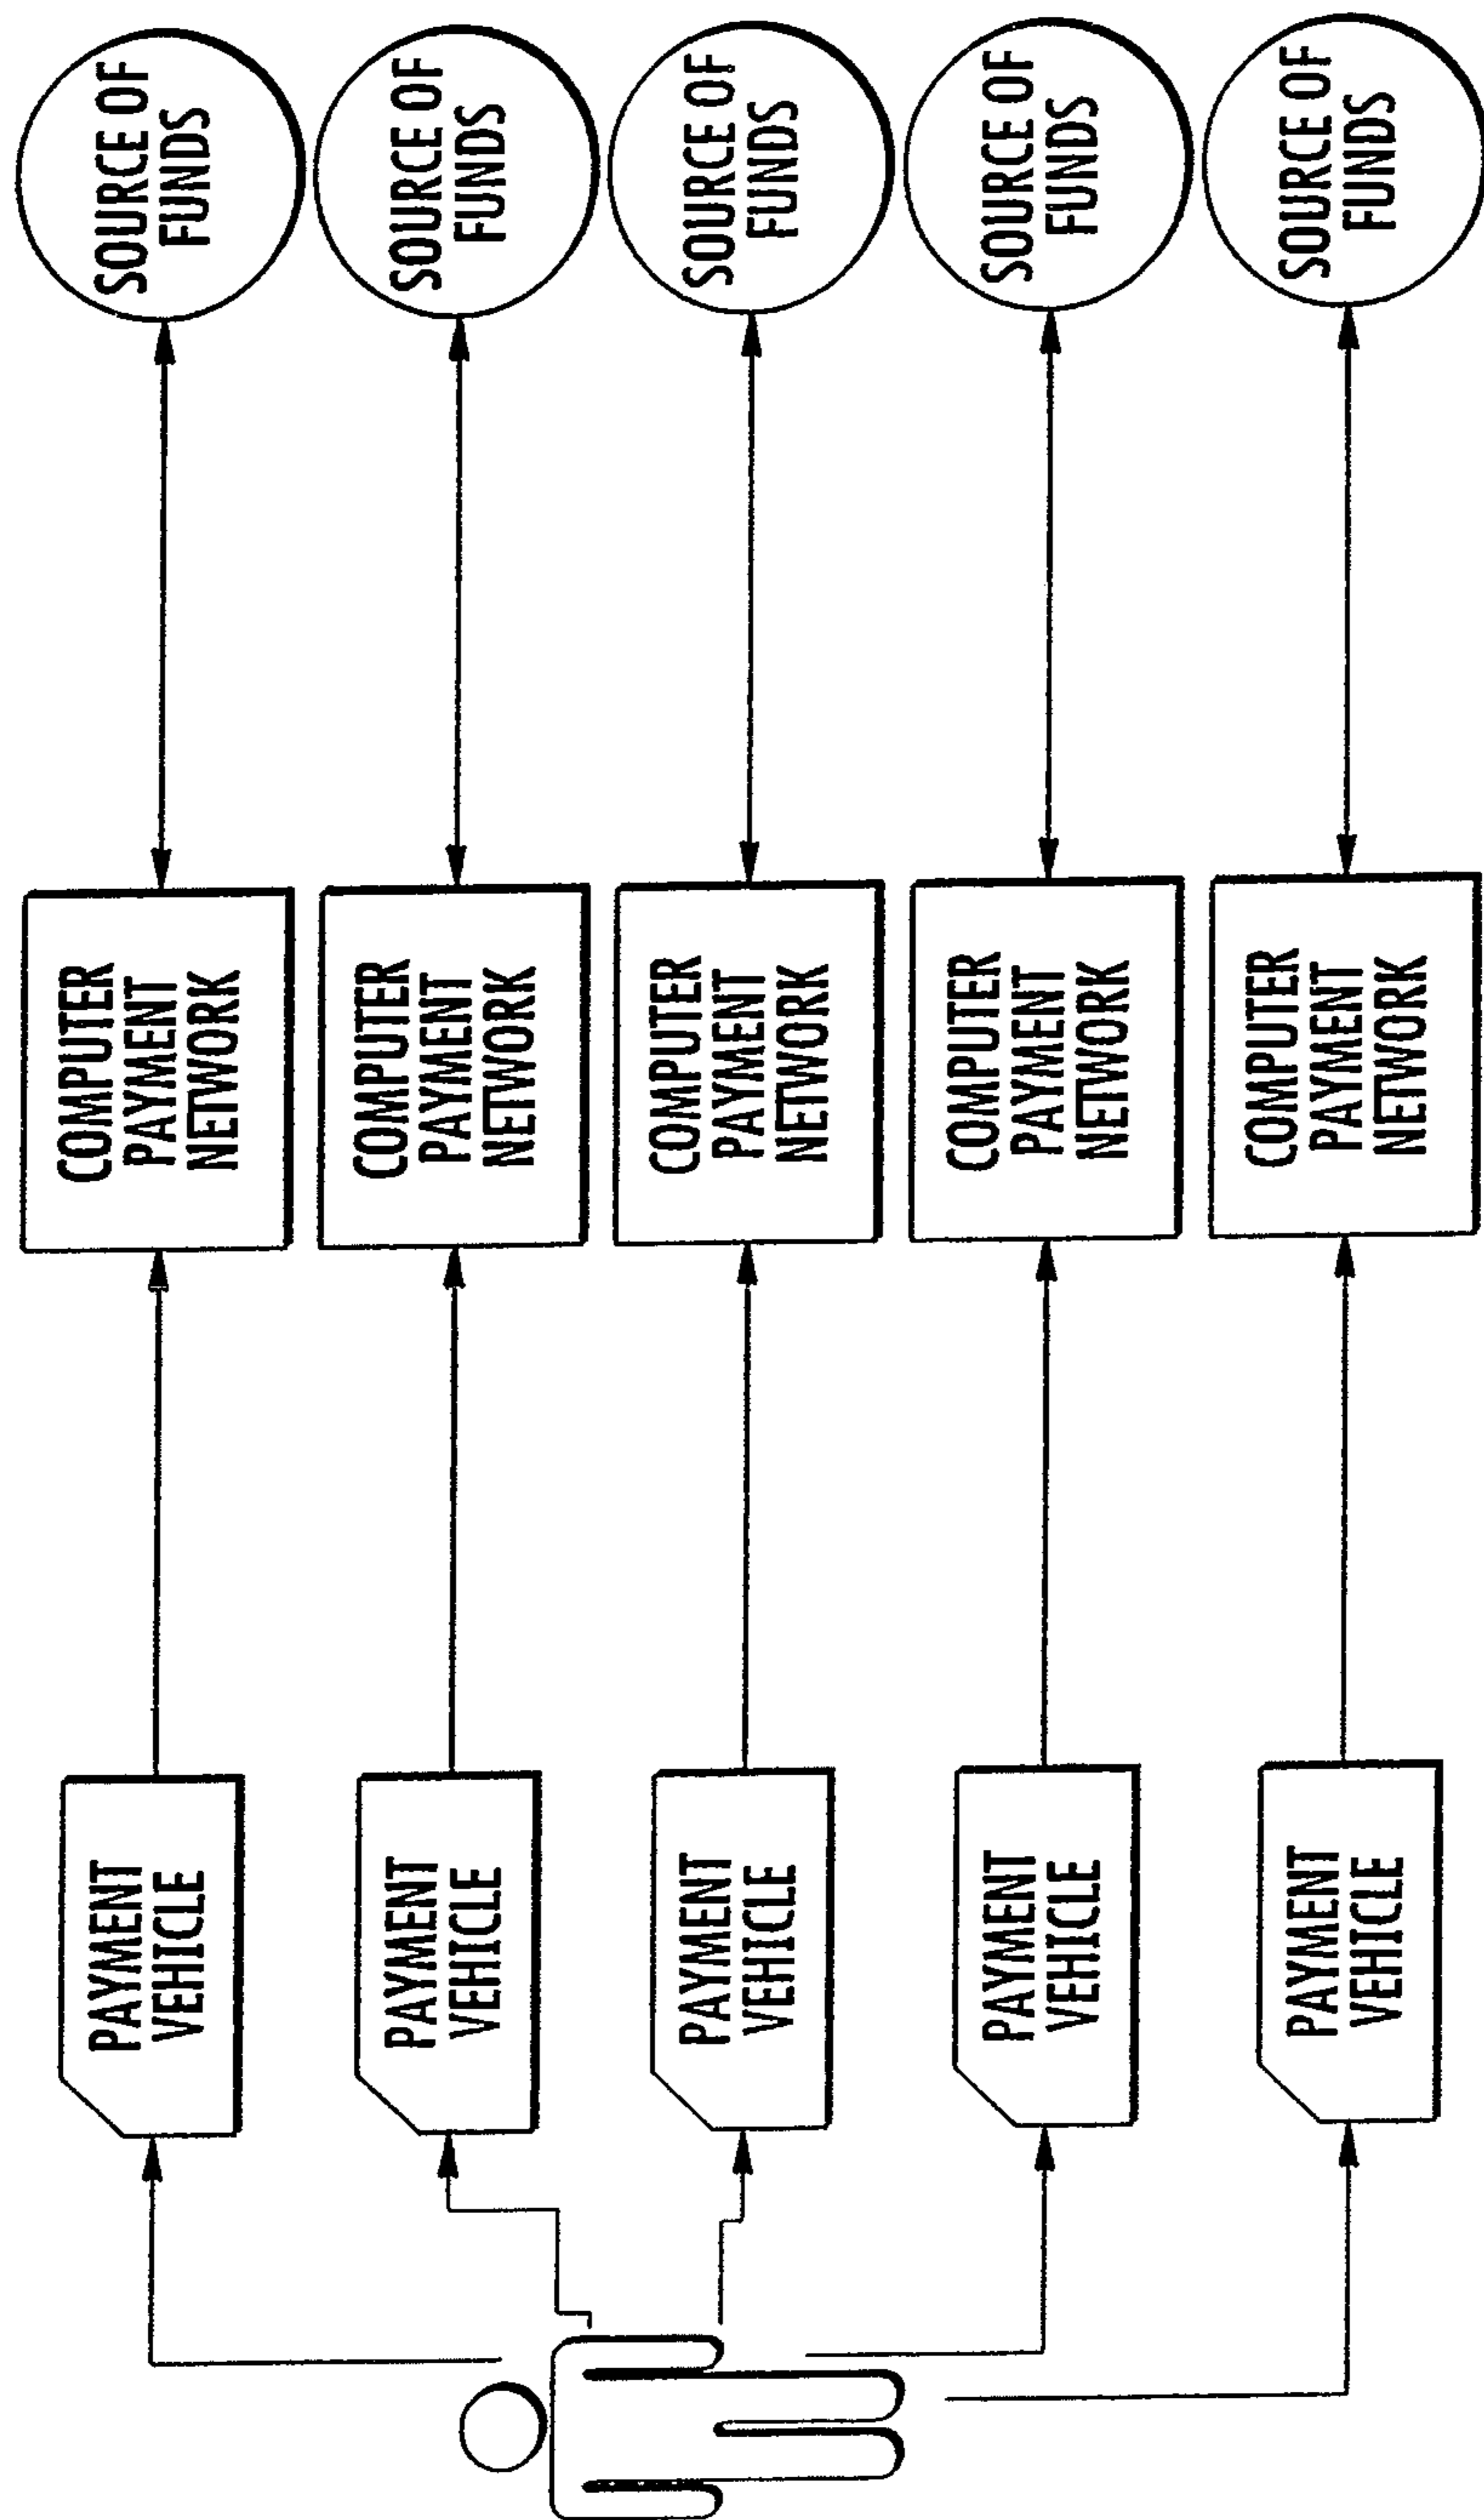 PAYMENT
VEHICLE
COMPUTER
PAYMENT
NETWORK
SOURCE OF
FUNDS
PAYMENT
VEHICLE
COMPUTER
PAYMENT
NETWORK
SOURCE OF
FUNDS
PAYMENT
VEHICLE
COMPUTER
PAYMENT
NETWORK
SOURCE OF
FUNDS
PAYMENT
VEHICLE
COMPUTER
PAYMENT
NETWORK
SOURCE OF
FUNDS
PAYMENT
VEHICLE
COMPUTER
PAYMENT
NETWORK
SOURCE OF
FUNDS